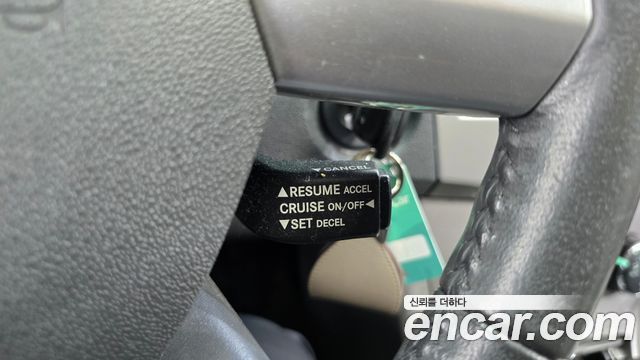 ▼CANCEL
▲RESUME ACCEL
CRUISE ON/OFF◀
▼SET DECEL
신뢰를 더하다
encar.com